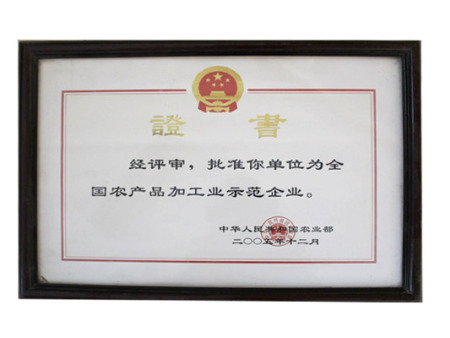 證書
经评审，批准你单位为全
国农产品加工业示范企业。
中华人民共和国农业部
二〇〇五年十二月